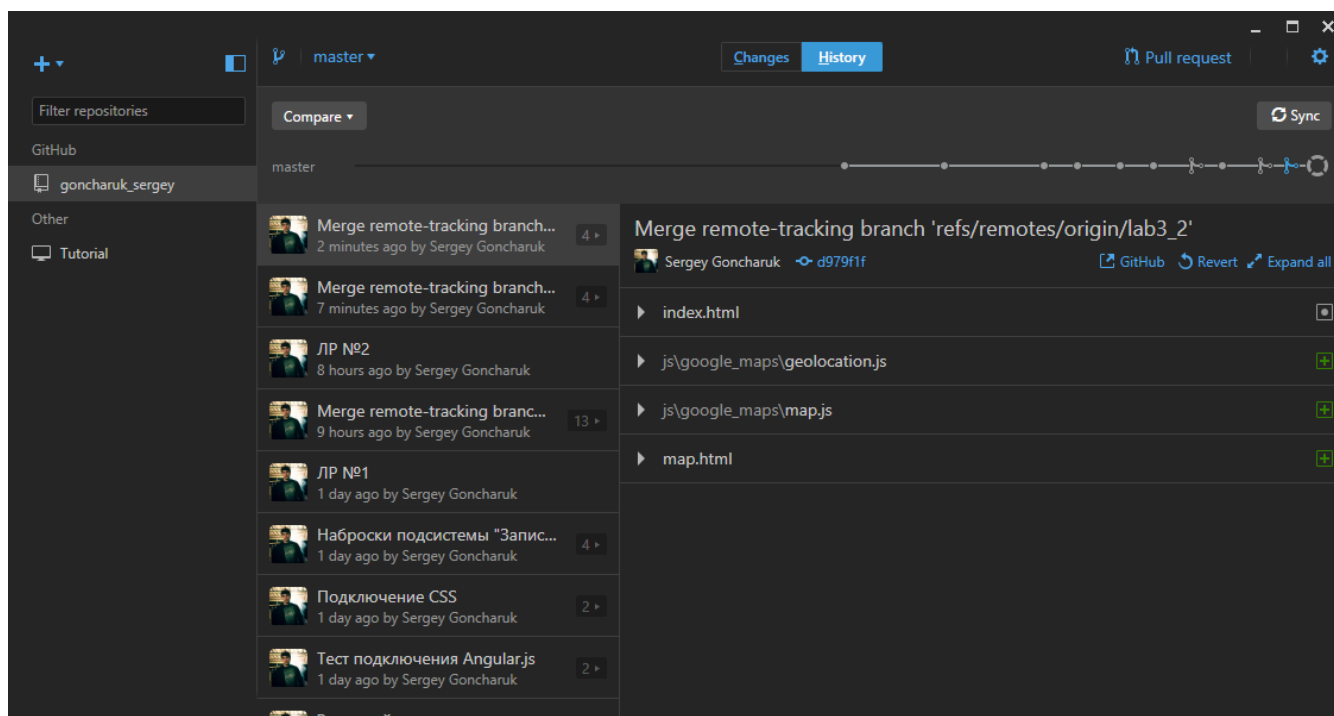 master
Changes
History
Pull request
Filter repositories
Compare
Sync
GitHub
master
goncharuk_sergey
Other
Tutorial
Merge remote-tracking branch...
2 minutes ago by Sergey Goncharuk
4
Merge remote-tracking branch...
7 minutes ago by Sergey Goncharuk
4
ЛР №2
8 hours ago by Sergey Goncharuk
Merge remote-tracking branc...
9 hours ago by Sergey Goncharuk
13
ЛР №1
1 day ago by Sergey Goncharuk
Наброски подсистемы "Запис...
1 day ago by Sergey Goncharuk
4
Подключение CSS
1 day ago by Sergey Goncharuk
2
Тест подключения Angular.js
1 day ago by Sergey Goncharuk
2
Merge remote-tracking branch 'refs/remotes/origin/lab3_2'
Sergey Goncharuk d979f1f
GitHub Revert Expand all
index.html
js\google_maps\geolocation.js
js\google_maps\map.js
map.html